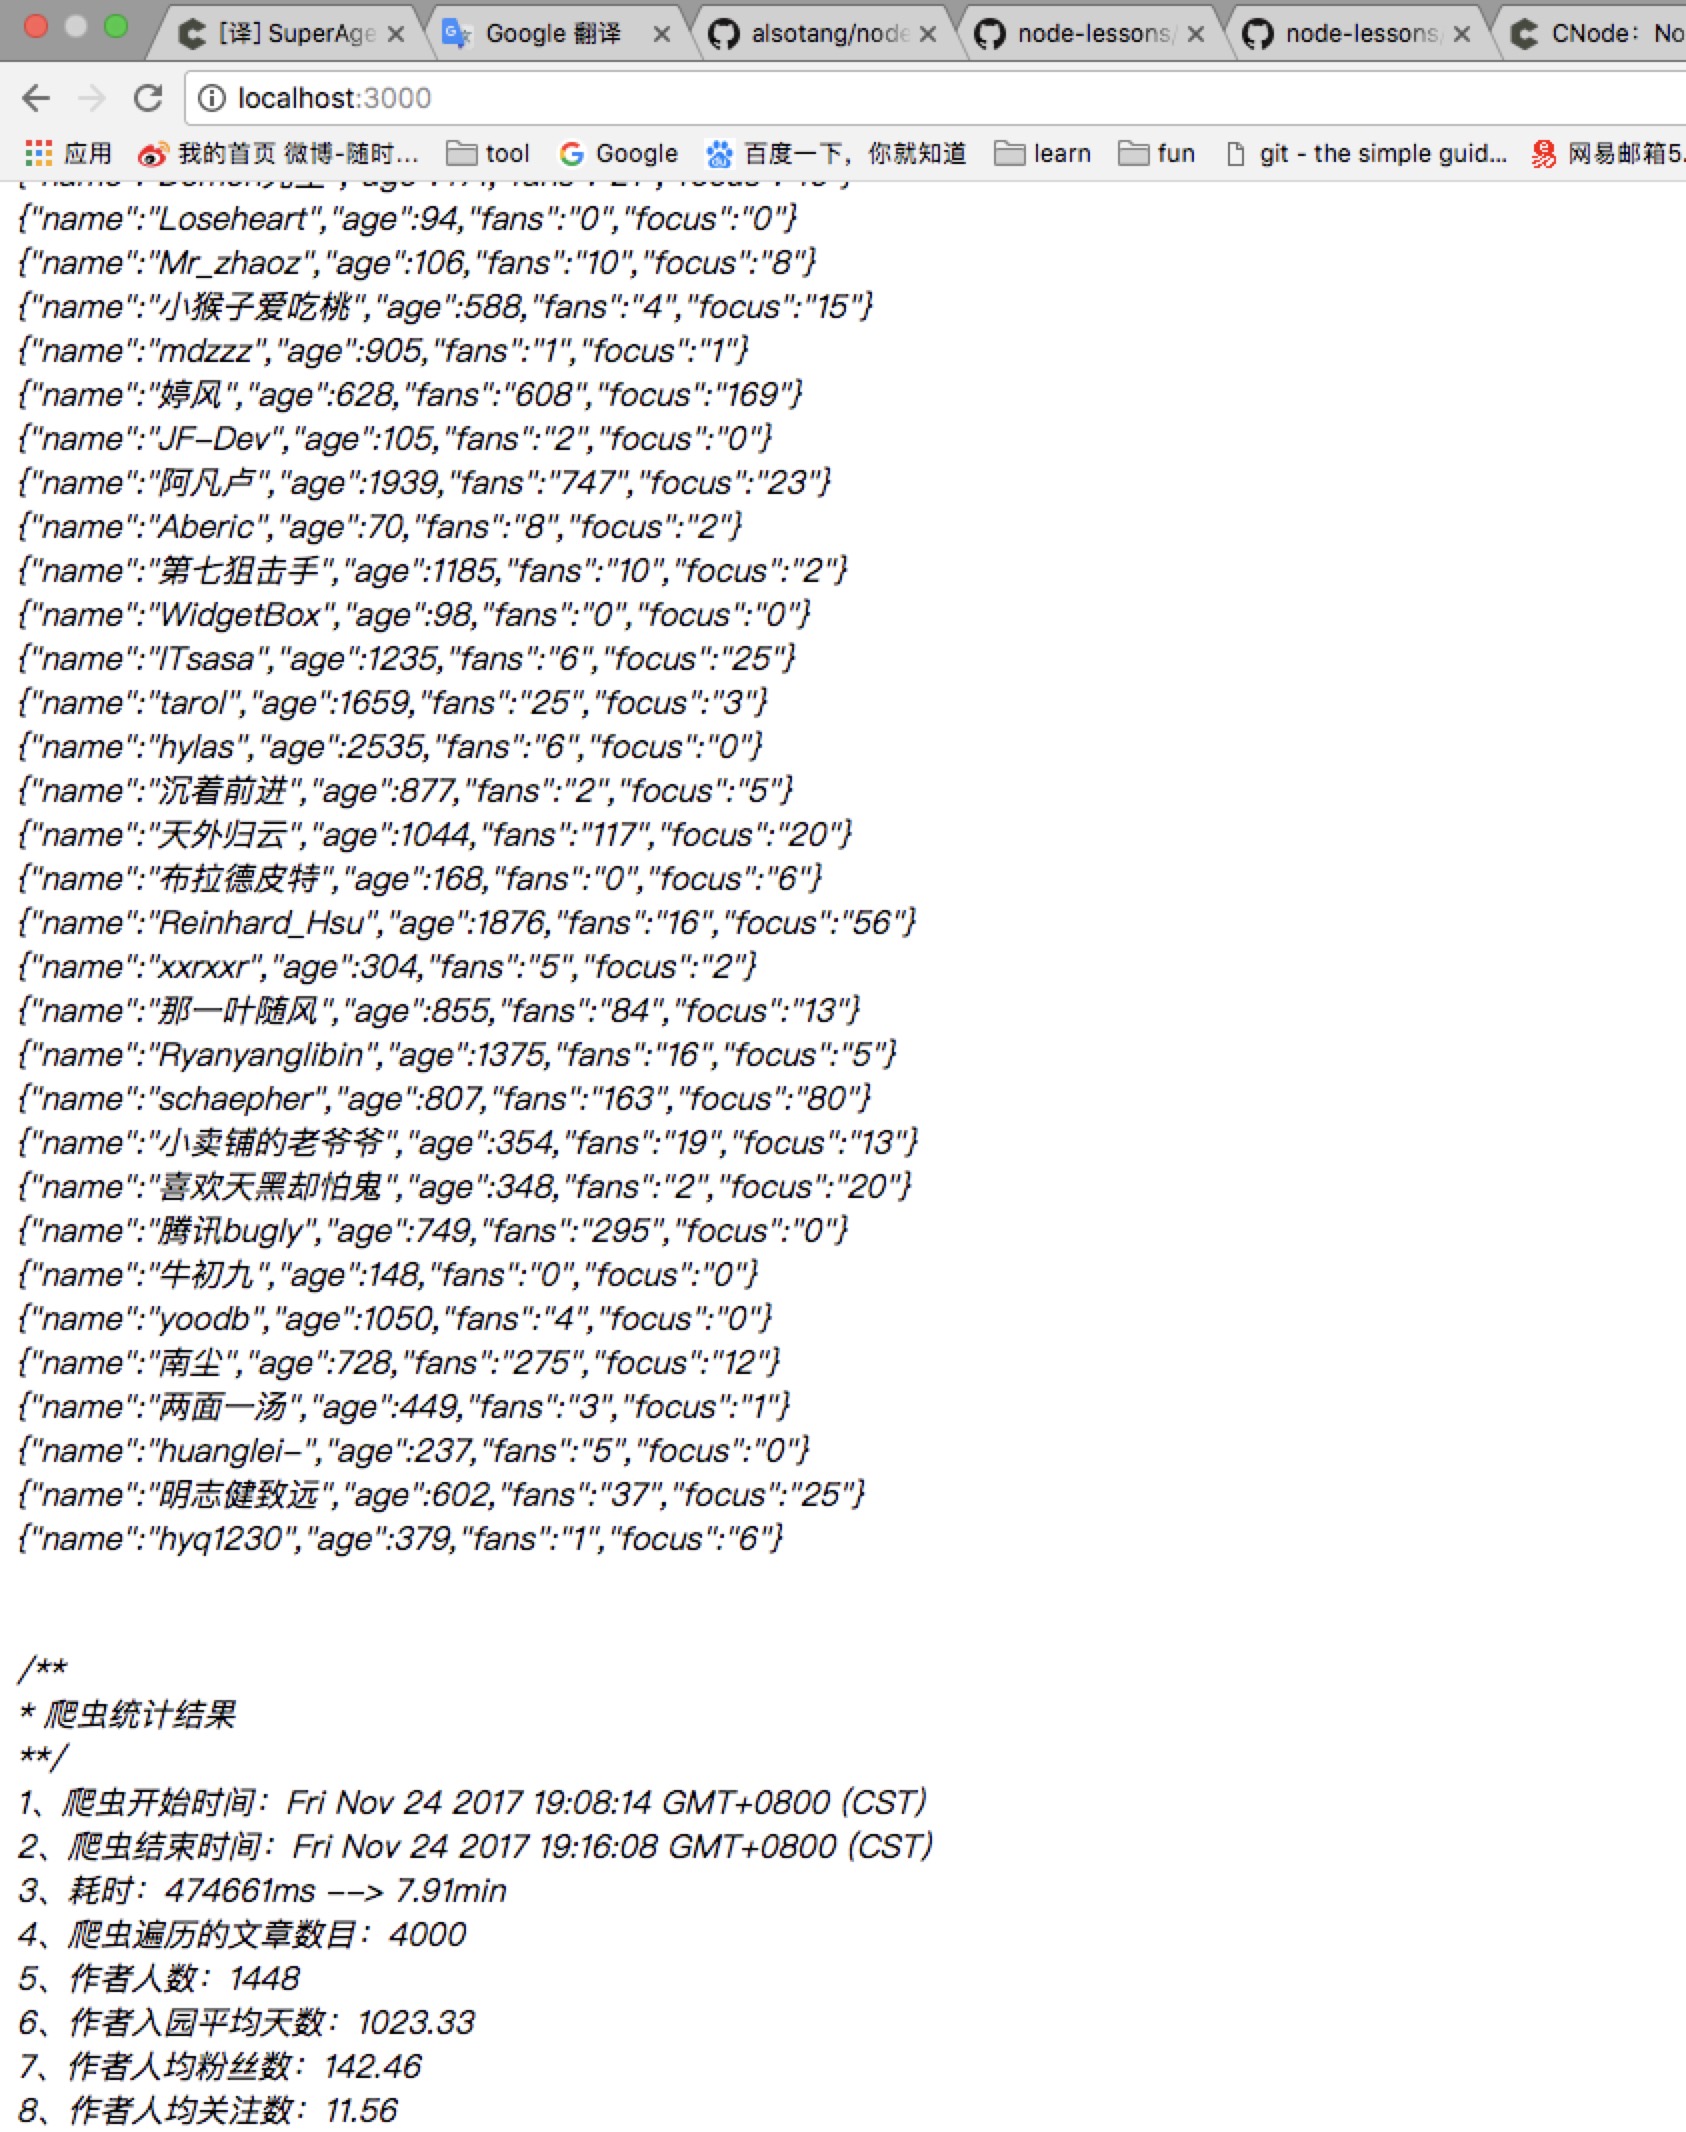 [译] SuperAge
Google 翻译
alsotang/node
node-lessons/
node-lessons/
CNode：No
localhost:3000
应用 我的首页 微博-随时... tool Google 百度一下，你就知道 learn fun git - the simple guid... 网易邮箱5.
{"name":"Loseheart","age":94,"fans":"0","focus":"0"}
{"name":"Mr_zhaoz","age":106,"fans":"10","focus":"8"}
{"name":"小猴子爱吃桃","age":588,"fans":"4","focus":"15"}
{"name":"mdzzz","age":905,"fans":"1","focus":"1"}
{"name":"婷风","age":628,"fans":"608","focus":"169"}
{"name":"JF-Dev","age":105,"fans":"2","focus":"0"}
{"name":"阿凡卢","age":1939,"fans":"747","focus":"23"}
{"name":"Aberic","age":70,"fans":"8","focus":"2"}
{"name":"第七狙击手","age":1185,"fans":"10","focus":"2"}
{"name":"WidgetBox","age":98,"fans":"0","focus":"0"}
{"name":"ITsasa","age":1235,"fans":"6","focus":"25"}
{"name":"tarol","age":1659,"fans":"25","focus":"3"}
{"name":"hylas","age":2535,"fans":"6","focus":"0"}
{"name":"沉着前进","age":877,"fans":"2","focus":"5"}
{"name":"天外归云","age":1044,"fans":"117","focus":"20"}
{"name":"布拉德皮特","age":168,"fans":"0","focus":"6"}
{"name":"Reinhard_Hsu","age":1876,"fans":"16","focus":"56"}
{"name":"xxrxxr","age":304,"fans":"5","focus":"2"}
{"name":"那一叶随风","age":855,"fans":"84","focus":"13"}
{"name":"Ryanyanglibin","age":1375,"fans":"16","focus":"5"}
{"name":"schaepher","age":807,"fans":"163","focus":"80"}
{"name":"小卖铺的老爷爷","age":354,"fans":"19","focus":"13"}
{"name":"喜欢天黑却怕鬼","age":348,"fans":"2","focus":"20"}
{"name":"腾讯bugly","age":749,"fans":"295","focus":"0"}
{"name":"牛初九","age":148,"fans":"0","focus":"0"}
{"name":"yoodb","age":1050,"fans":"4","focus":"0"}
{"name":"南尘","age":728,"fans":"275","focus":"12"}
{"name":"两面一汤","age":449,"fans":"3","focus":"1"}
{"name":"huanglei-","age":237,"fans":"5","focus":"0"}
{"name":"明志健致远","age":602,"fans":"37","focus":"25"}
{"name":"hyq1230","age":379,"fans":"1","focus":"6"}
/**
* 爬虫统计结果
**/
1、爬虫开始时间：Fri Nov 24 2017 19:08:14 GMT+0800 (CST)
2、爬虫结束时间：Fri Nov 24 2017 19:16:08 GMT+0800 (CST)
3、耗时：474661ms --> 7.91min
4、爬虫遍历的文章数目：4000
5、作者人数：1448
6、作者入园平均天数：1023.33
7、作者人均粉丝数：142.46
8、作者人均关注数：11.56